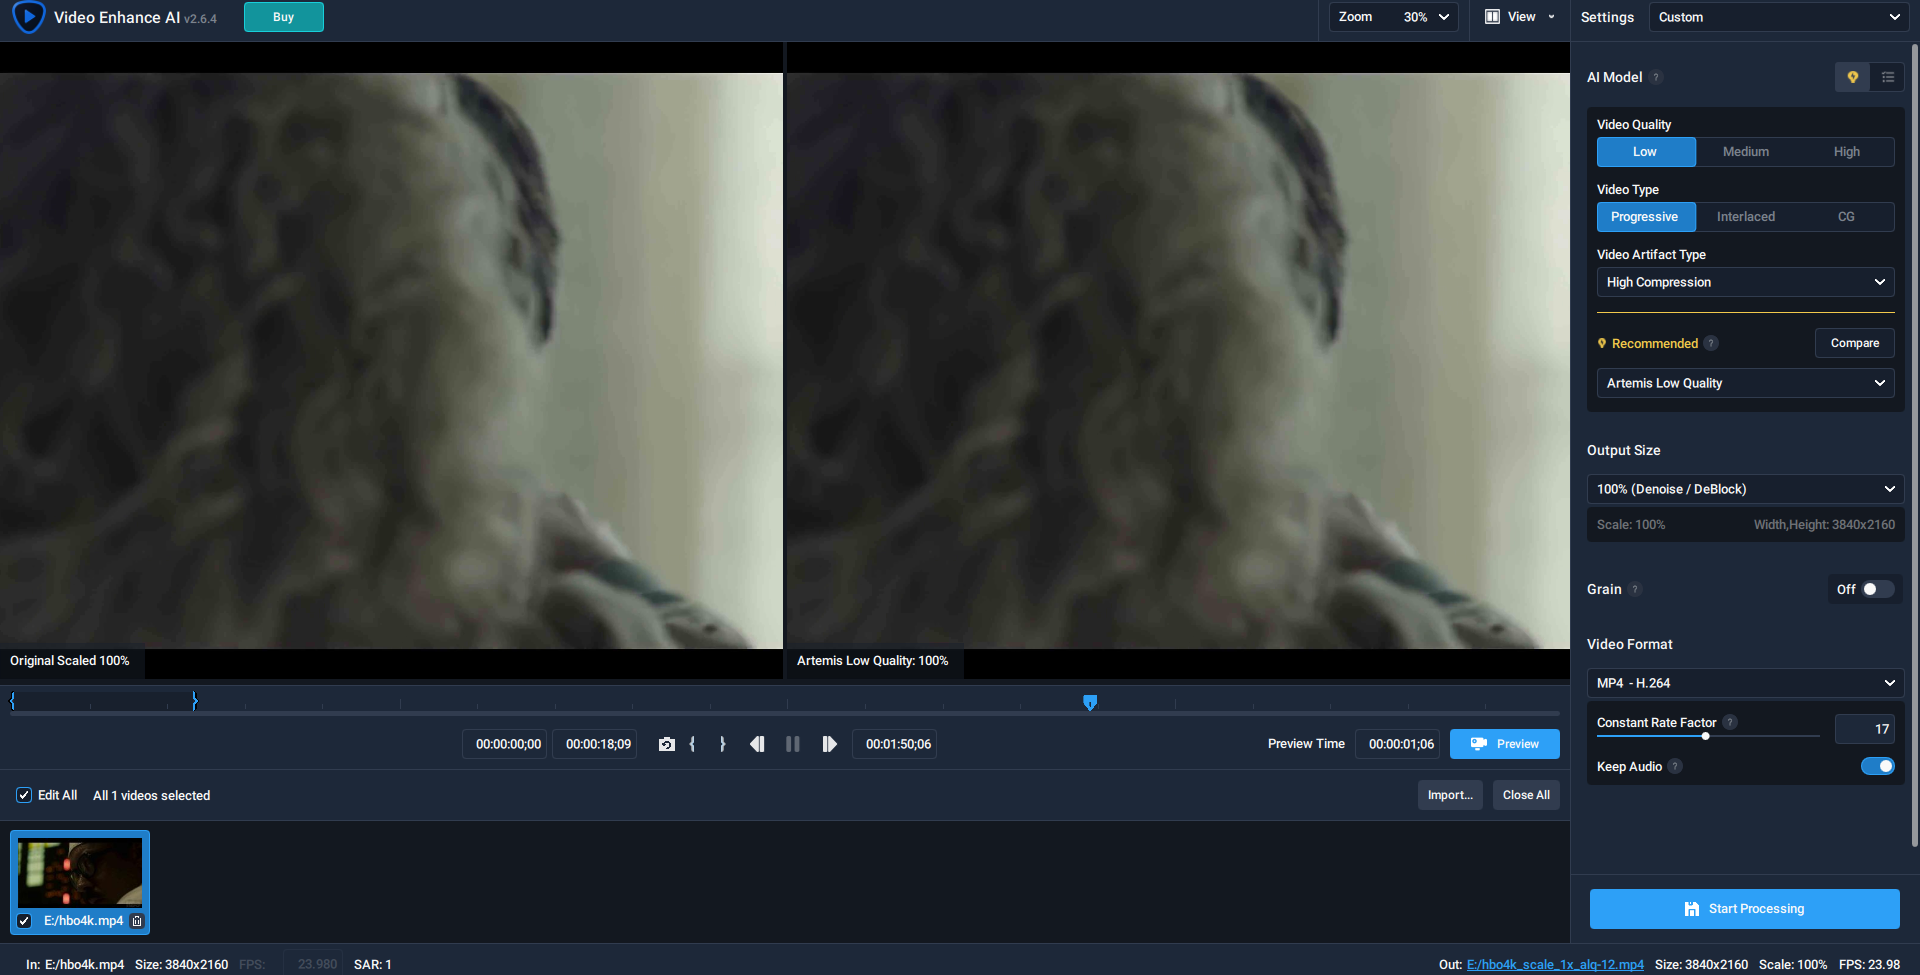 Video Enhance AI v2.6.4
Buy
Zoom 30%
View
Settings Custom
AI Model ?
Video Quality
Low Medium High
Video Type
Progressive Interlaced CG
Video Artifact Type
High Compression
Recommended ? Compare
Artemis Low Quality
Output Size
100% (Denoise / DeBlock)
Scale: 100% Width,Height: 3840x2160
Grain ? Off
Video Format
MP4 - H.264
Constant Rate Factor ? 17
Keep Audio ?
Original Scaled 100%
Artemis Low Quality: 100%
{ }
00:00:00;00 00:00:18;09 { } 00:01:50;06
Preview Time 00:00:01;06 Preview
Edit All All 1 videos selected
Import... Close All
E:/hbo4k.mp4
Start Processing
In: E:/hbo4k.mp4 Size: 3840x2160 FPS: 23.980 SAR: 1
Out: E:/hbo4k_scale_1x_alq-12.mp4 Size: 3840x2160 Scale: 100% FPS: 23.98